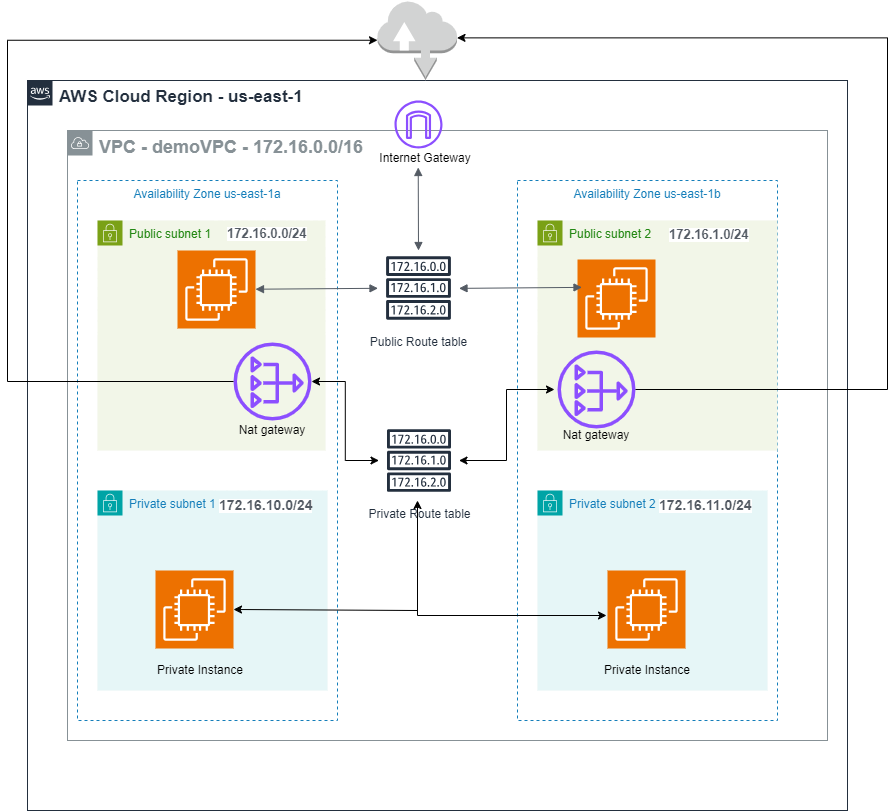 aws
AWS Cloud Region - us-east-1
VPC - demoVPC - 172.16.0.0/16
Internet Gateway
Availability Zone us-east-1a
Availability Zone us-east-1b
Public subnet 1 172.16.0.0/24
Public subnet 2 172.16.1.0/24
172.16.0.0
172.16.1.0
172.16.2.0
Public Route table
Nat gateway
Nat gateway
172.16.0.0
172.16.1.0
172.16.2.0
Private Route table
Private subnet 1 172.16.10.0/24
Private subnet 2 172.16.11.0/24
Private Instance
Private Instance